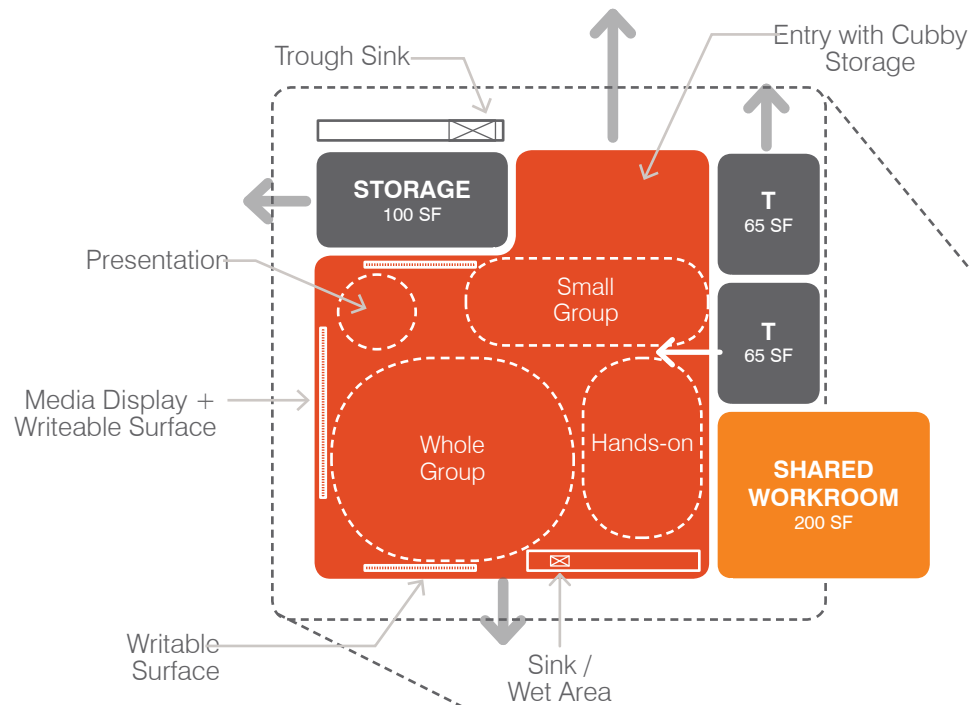 Trough Sink
Entry with Cubby
Storage
STORAGE
100 SF
T
65 SF
Presentation
Small
Group
T
65 SF
Media Display +
Writeable Surface
Whole
Group
Hands-on
SHARED
WORKROOM
200 SF
Writable
Surface
Sink /
Wet Area